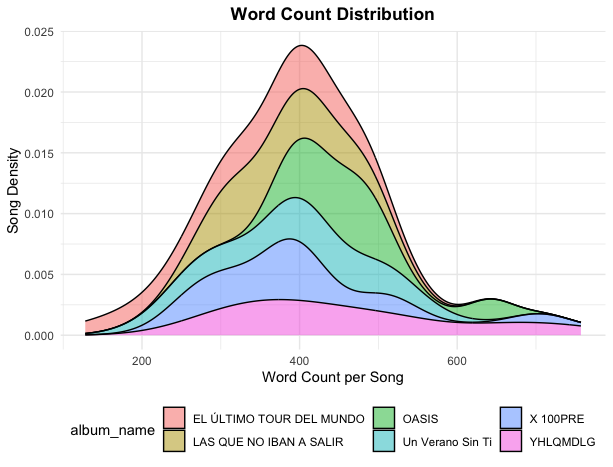 Word Count Distribution
0.025
0.020
0.015
0.010
0.005
0.000
Song Density
200 400 600
Word Count per Song
album_name
EL ÚLTIMO TOUR DEL MUNDO OASIS X 100PRE
LAS QUE NO IBAN A SALIR Un Verano Sin Ti YHLQMDLG